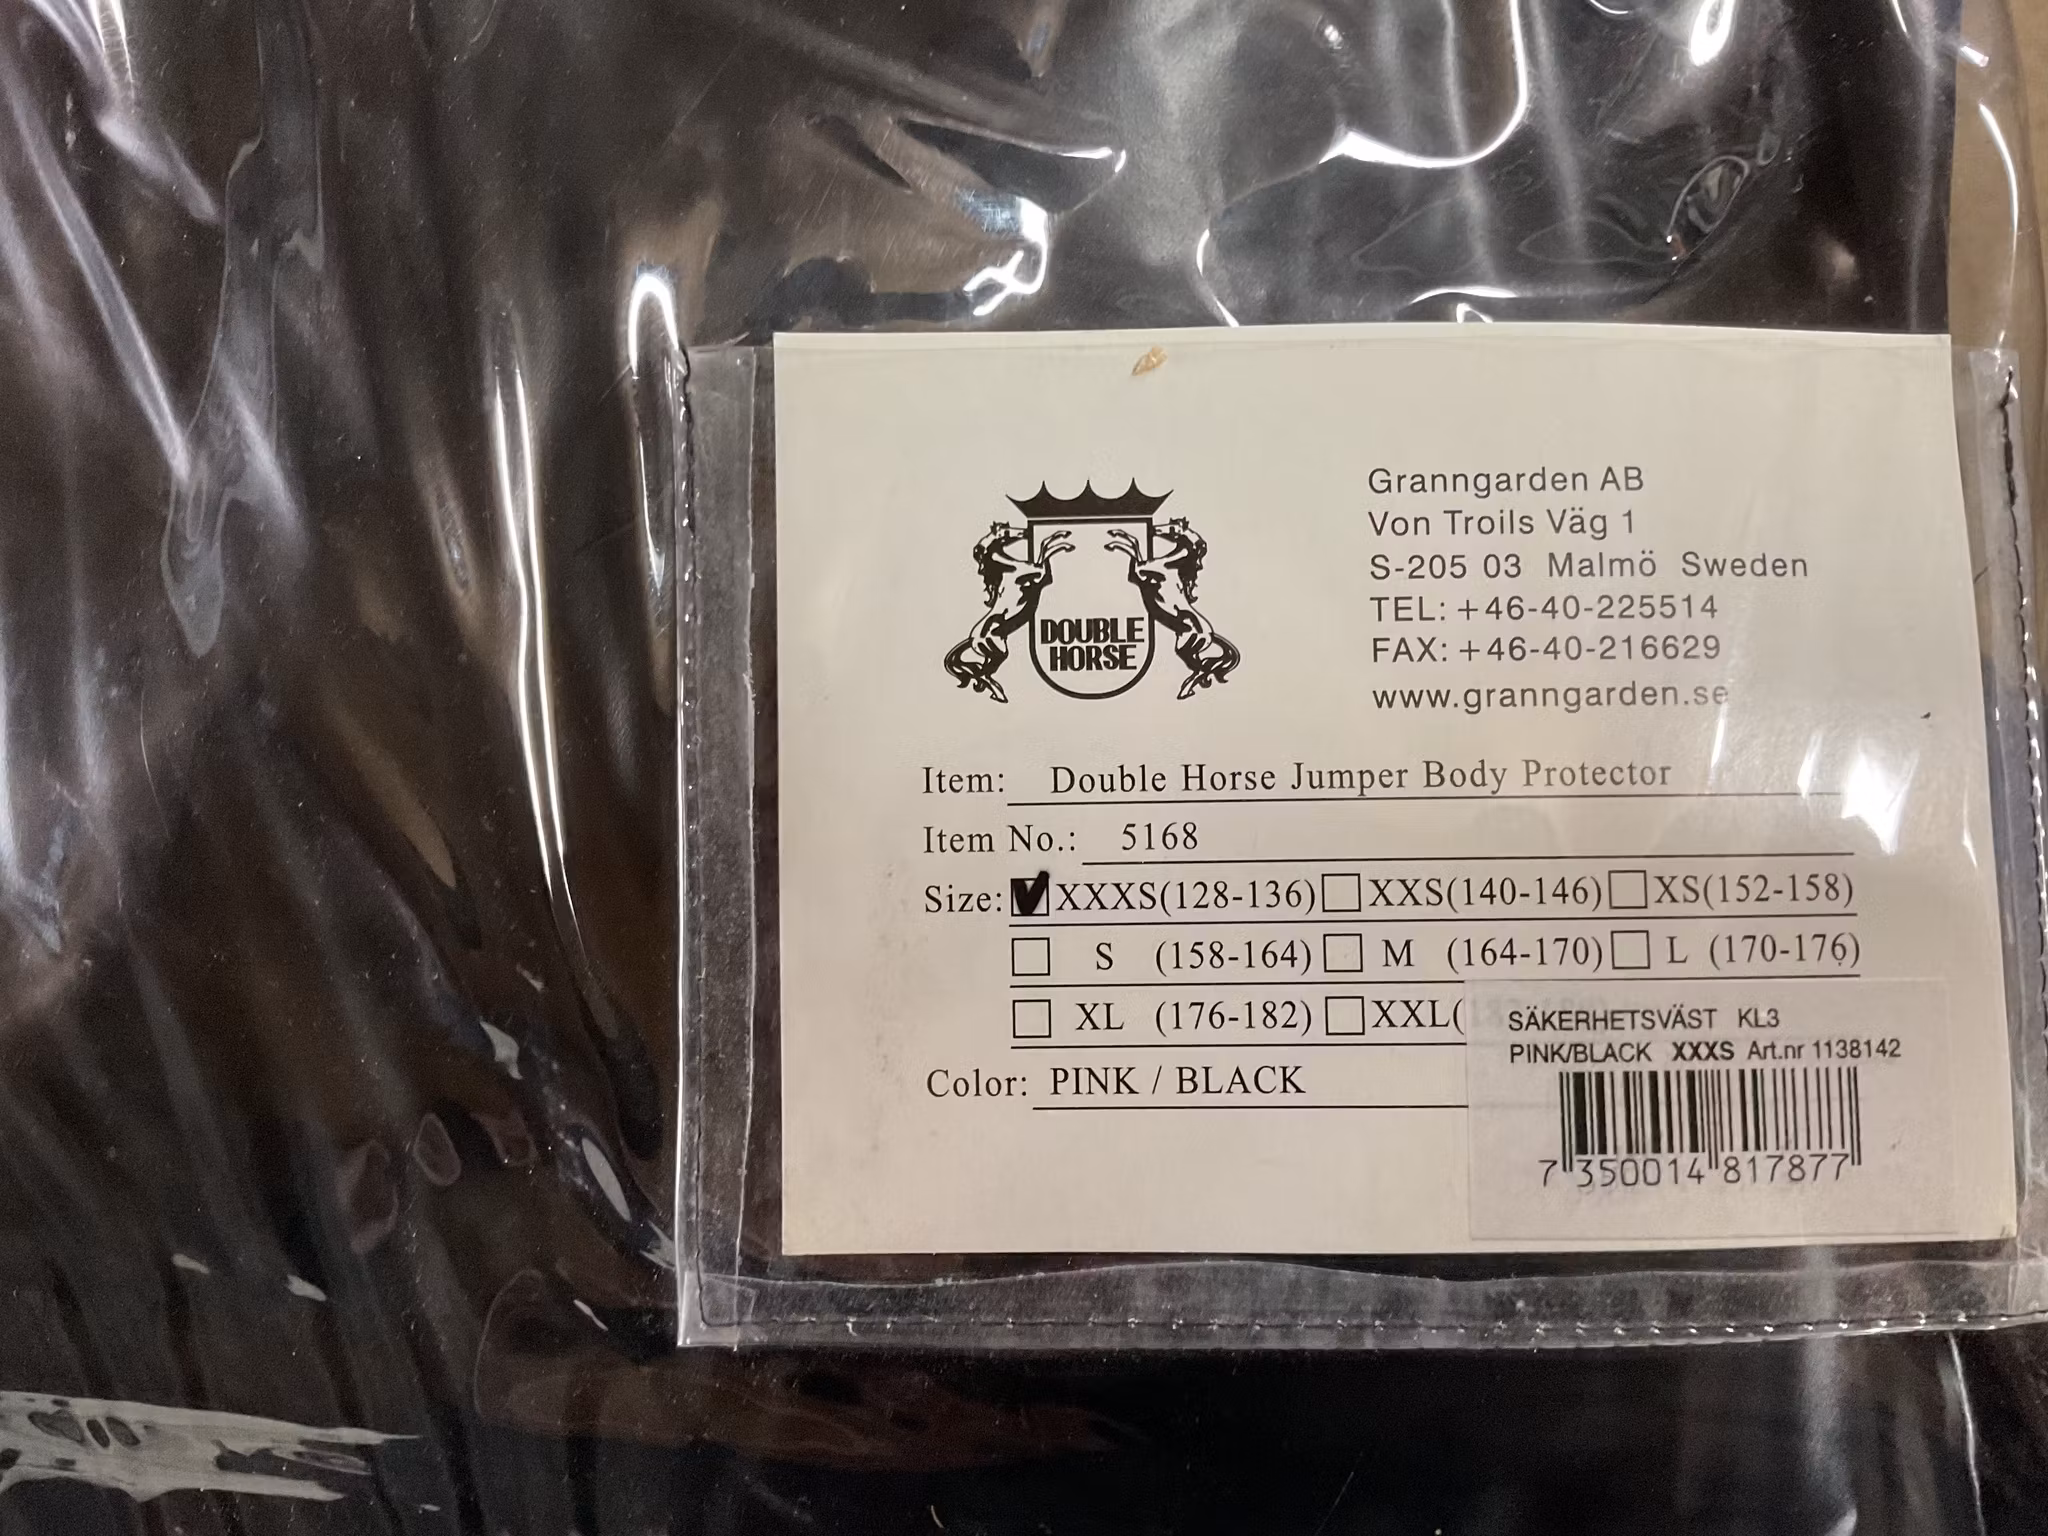 DOUBLE
HORSE
Granngarden AB
Von Troils Väg 1
S-205 03 Malmö Sweden
TEL: +46-40-225514
FAX: +46-40-216629
www.granngarden.se
Item: Double Horse Jumper Body Protector
Item No.: 5168
Size: XXXS(128-136) XXS(140-146) XS(152-158)
S (158-164) M (164-170) L (170-176)
XL (176-182) XXL(
Color: PINK / BLACK
SÄKERHETSVÄST KL3
PINK/BLACK XXXS Art.nr 1138142
7 350014 817877